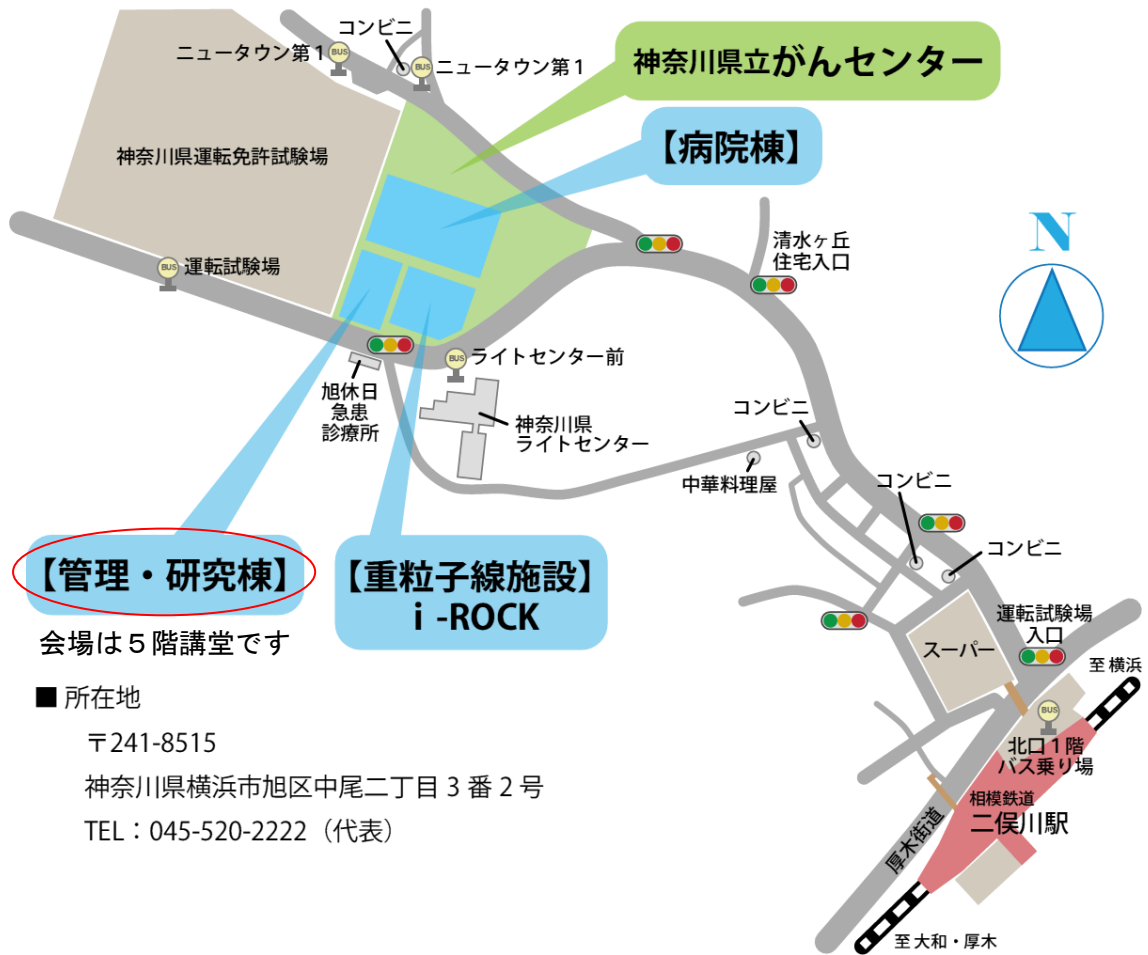 コンビニ
ニュータウン第1
BUS
BUS
ニュータウン第1
神奈川県立がんセンター
【病院棟】
神奈川県運転免許試験場
N
清水ヶ丘
住宅入口
BUS
運転試験場
BUS
ライトセンター前
旭休日
急患
診療所
神奈川県
ライトセンター
コンビニ
中華料理屋
コンビニ
コンビニ
【管理・研究棟】
【重粒子線施設】
i -ROCK
会場は５階講堂です
運転試験場
入口
スーパー
至 横浜
BUS
北口１階
バス乗り場
相模鉄道
二俣川駅
厚木街道
至 大和・厚木
■ 所在地
〒241-8515
神奈川県横浜市旭区中尾二丁目 3 番 2 号
TEL：045-520-2222（代表）